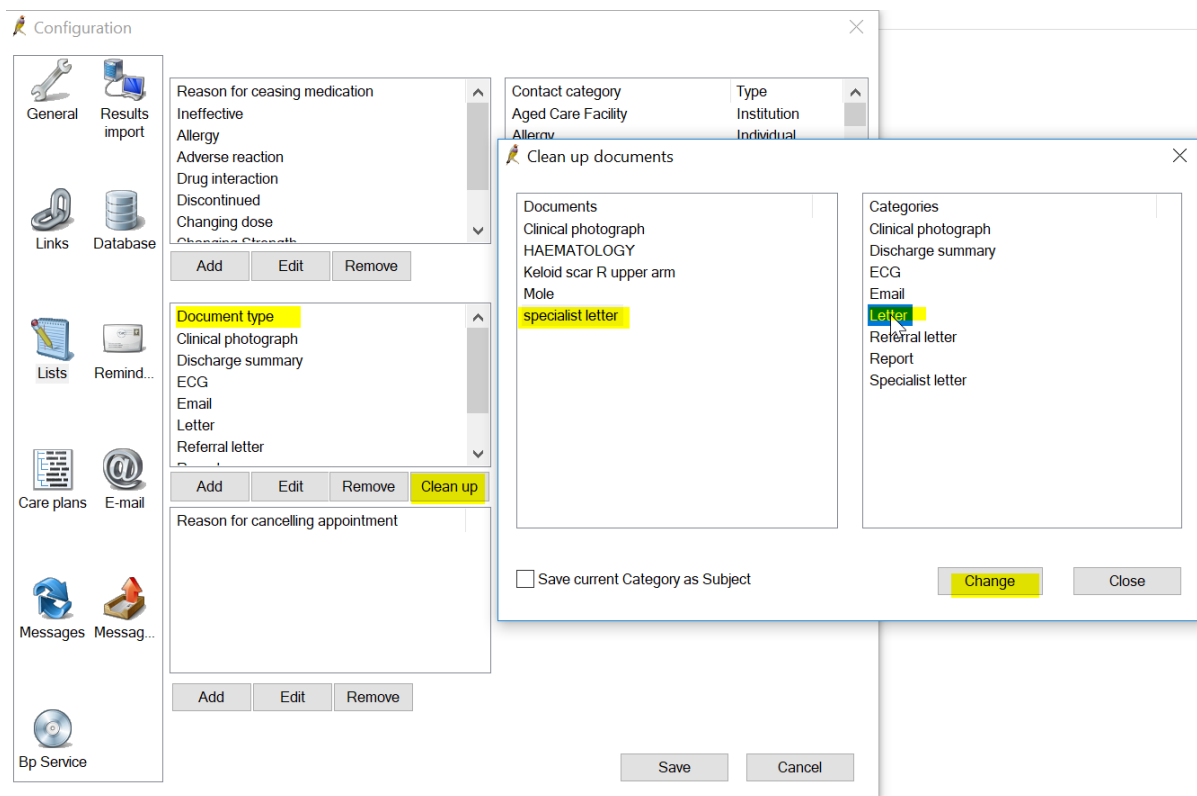 Configuration
General
Results
import
Links
Database
Lists
Remind...
Care plans
E-mail
Messages
Messag...
Bp Service
Reason for ceasing medication
Ineffective
Allergy
Adverse reaction
Drug interaction
Discontinued
Changing dose
Changing Strength
Add Edit Remove
Document type
Clinical photograph
Discharge summary
ECG
Email
Letter
Referral letter
Add Edit Remove Clean up
Reason for cancelling appointment
Add Edit Remove
Contact category Type
Aged Care Facility Institution
Allergy Individual
Clean up documents
Documents
Clinical photograph
HAEMATOLOGY
Keloid scar R upper arm
Mole
specialist letter
Categories
Clinical photograph
Discharge summary
ECG
Email
Letter
Referral letter
Report
Specialist letter
Save current Category as Subject
Change Close
Save Cancel